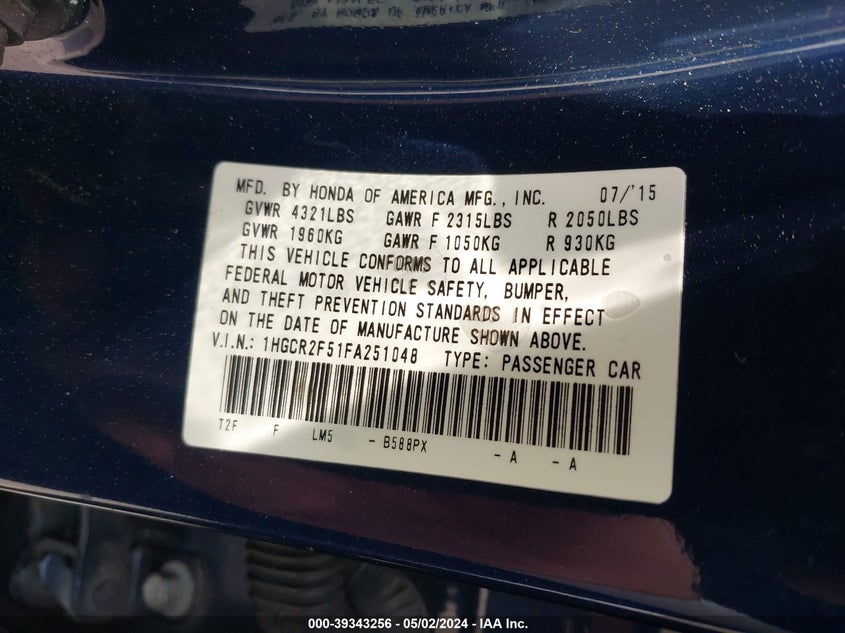 MFD. BY HONDA OF AMERICA MFG., INC. 07/'15
GVWR 4321LBS GAWR F 2315LBS R 2050LBS
GVWR 1960KG GAWR F 1050KG R 930KG
THIS VEHICLE CONFORMS TO ALL APPLICABLE
FEDERAL MOTOR VEHICLE SAFETY, BUMPER,
AND THEFT PREVENTION STANDARDS IN EFFECT
ON THE DATE OF MANUFACTURE SHOWN ABOVE.
V.I.N.: 1HGCR2F51FA251048 TYPE: PASSENGER CAR
T2F F LM5 - B588PX - A - A
000-39343256 - 05/02/2024 - IAA Inc.